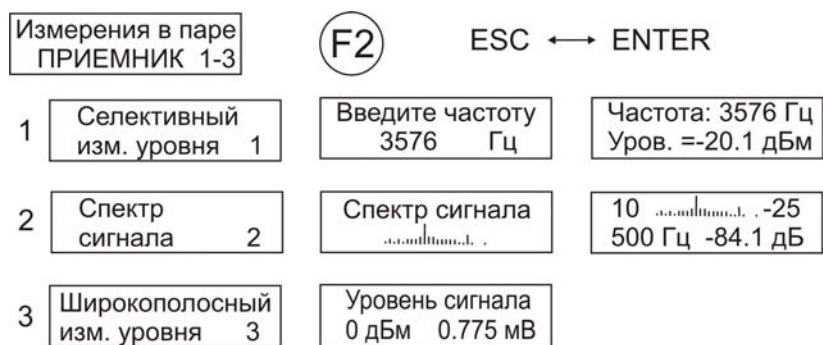 Измерения в паре
ПРИЕМНИК 1-3
F2
ESC ⟷ ENTER
1
Селективный
изм. уровня 1
Введите частоту
3576 Гц
Частота: 3576 Гц
Уров. =-20.1 дБм
2
Спектр
сигнала 2
Спектр сигнала
10 -25
500 Гц -84.1 дБ
3
Широкополосный
изм. уровня 3
Уровень сигнала
0 дБм 0.775 мВ